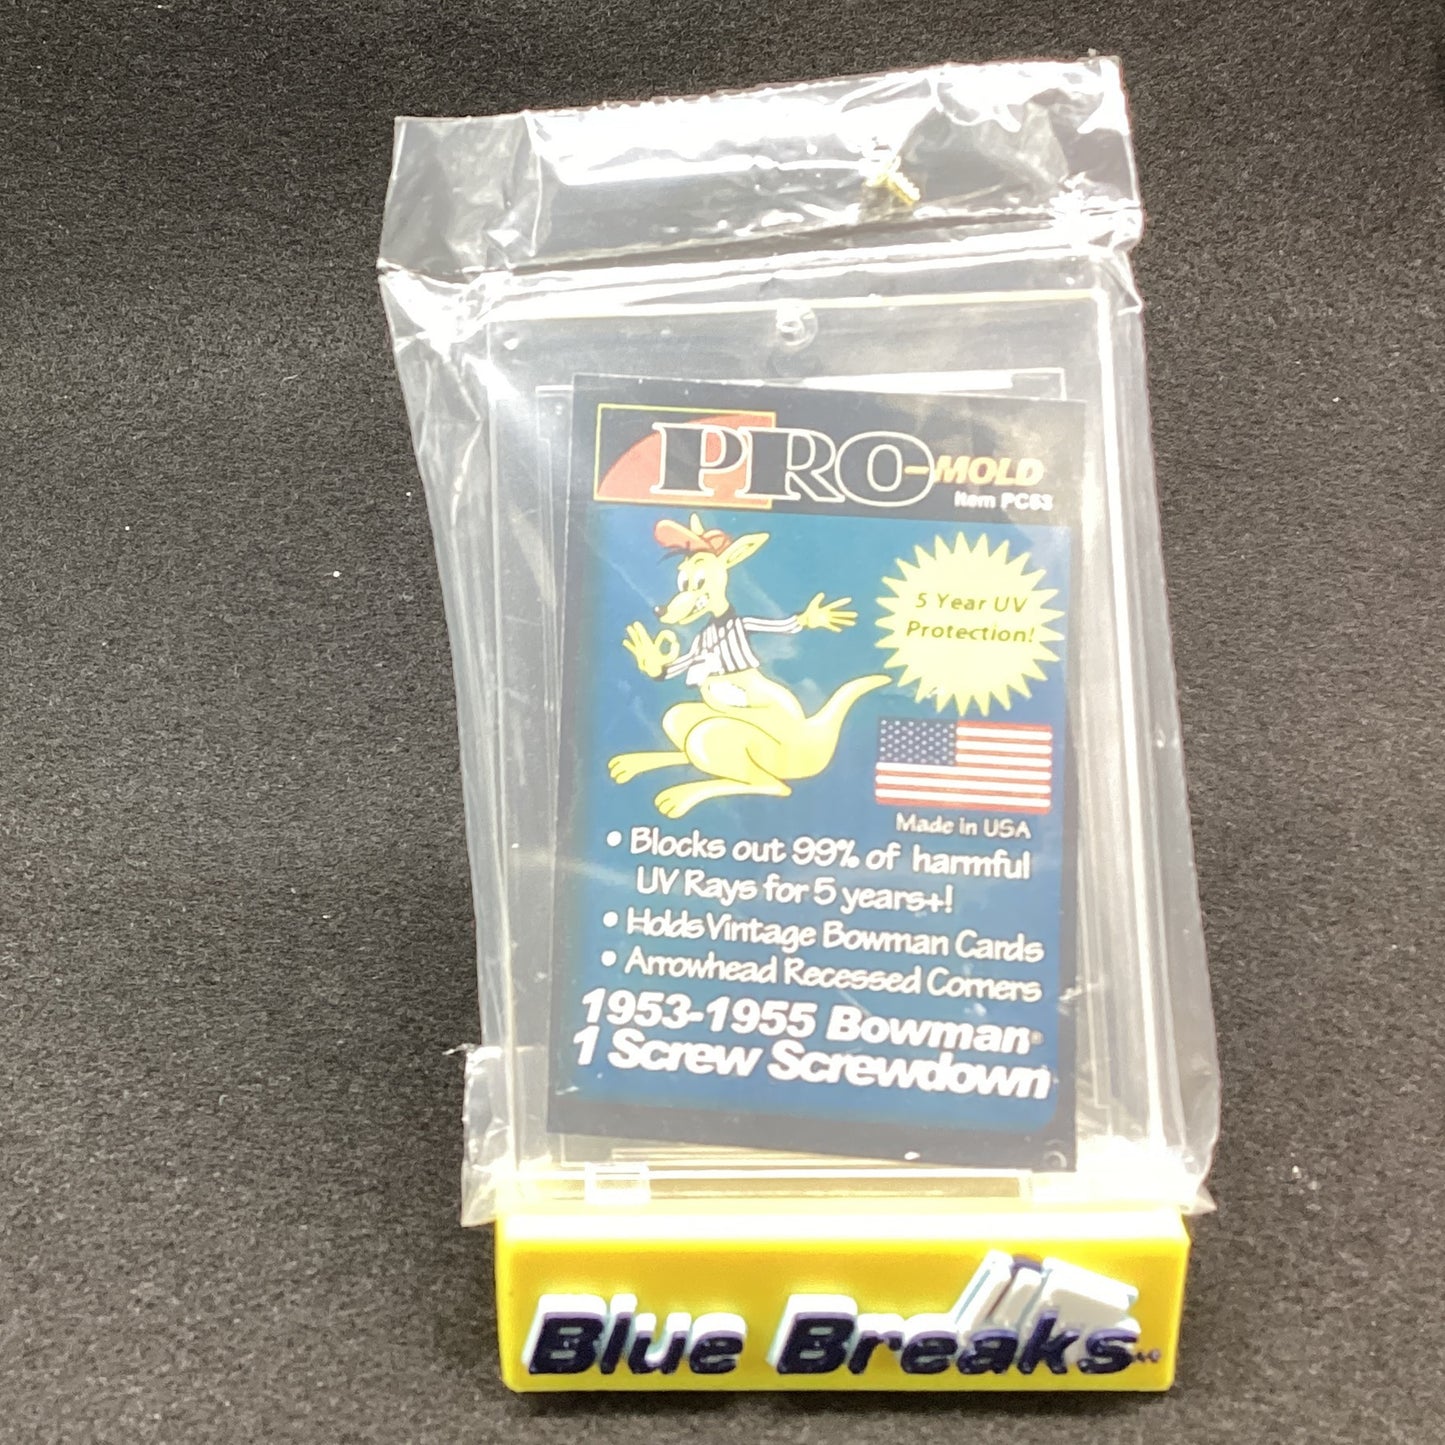 PRO-MOLD
Item PC53
5 Year UV
Protection!
Made in USA
• Blocks out 99% of harmful
UV Rays for 5 years+!
• Holds Vintage Bowman Cards
• Arrowhead Recessed Corners
1953-1955 Bowman®
1 Screw Screwdown
Blue Breaks